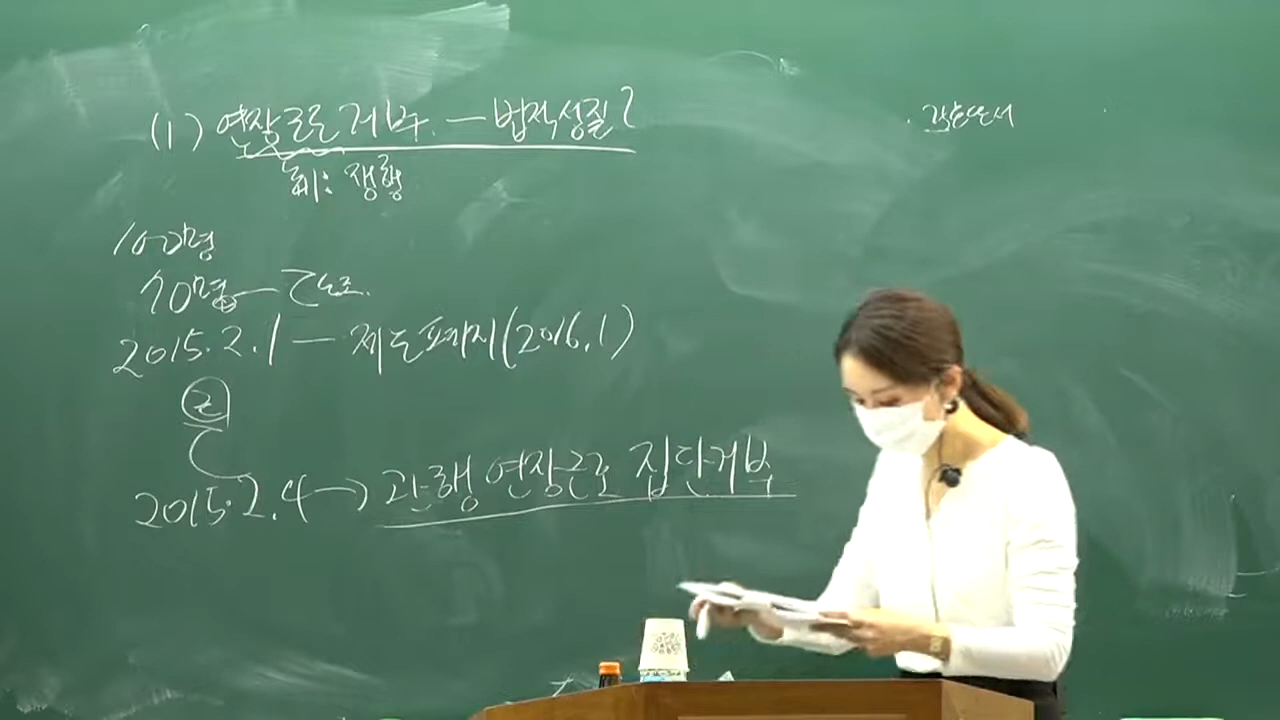 (1) 연장근로 거부 — 법적성질?
쟁행
100명
70명 — 노조
2015.2.1 — 제도폐지(2016.1)
근
2015.2.4 → 관행 연장근로 집단거부